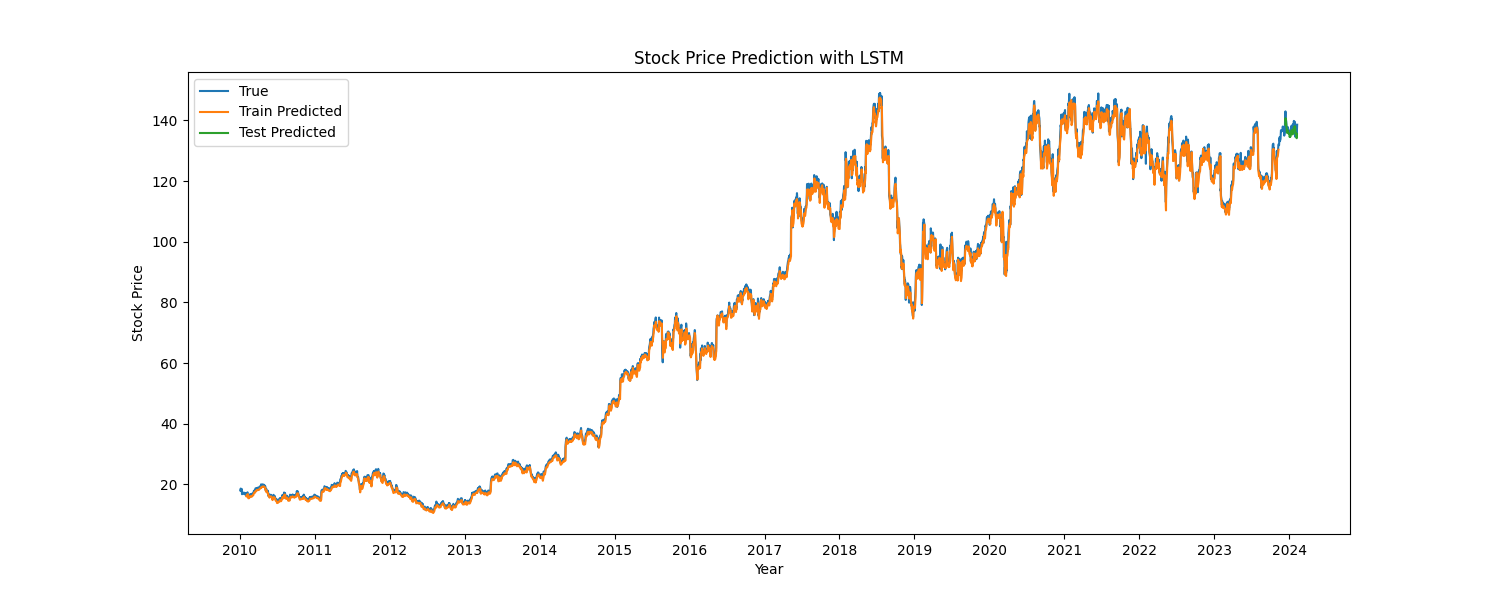 Stock Price Prediction with LSTM
True
Train Predicted
Test Predicted
140
120
100
80
60
40
20
Stock Price
2010 2011 2012 2013 2014 2015 2016 2017 2018 2019 2020 2021 2022 2023 2024
Year